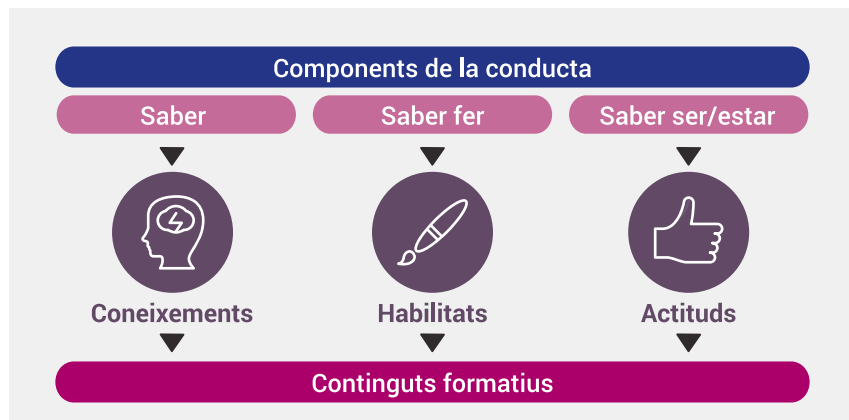 Components de la conducta
Saber
Saber fer
Saber ser/estar
Coneixements
Habilitats
Actituds
Continguts formatius